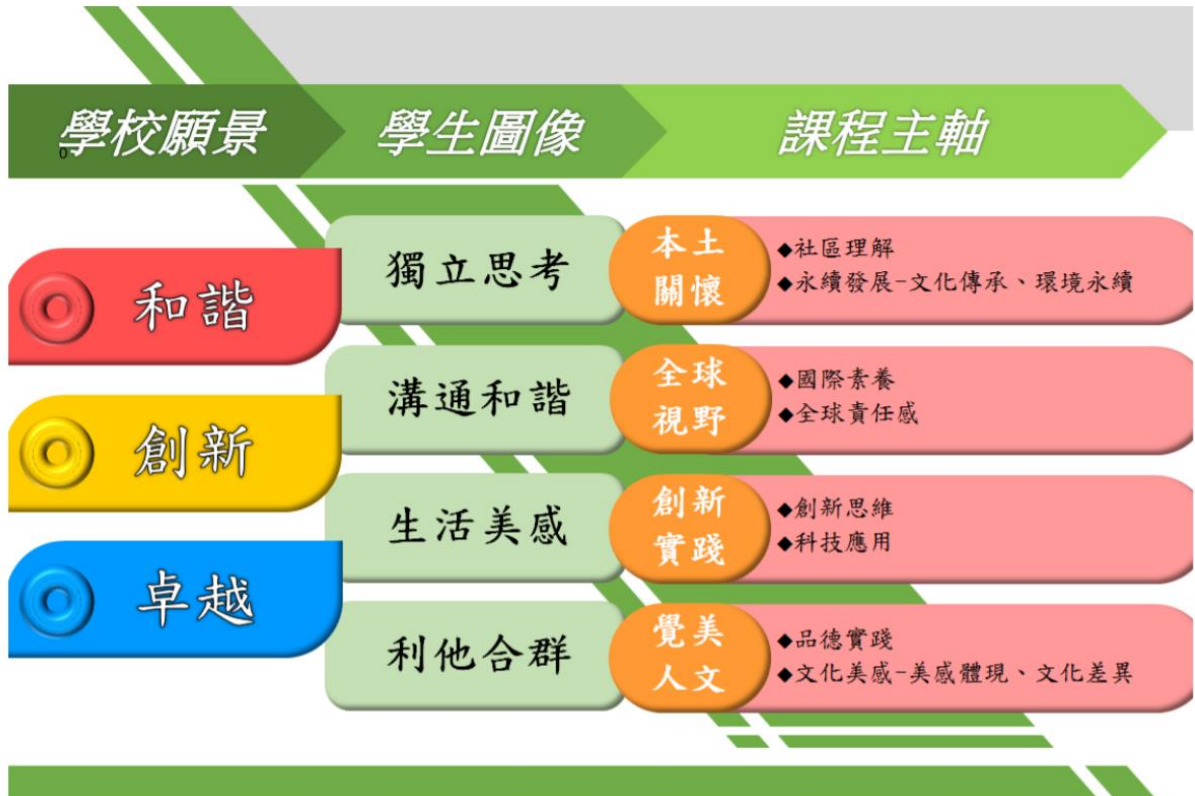 學校願景
學生圖像
課程主軸
0
和諧
創新
卓越
獨立思考
溝通和諧
生活美感
利他合群
本土
關懷
◆社區理解
◆永續發展-文化傳承、環境永續
全球
視野
◆國際素養
◆全球責任感
創新
實踐
◆創新思維
◆科技應用
覺美
人文
◆品德實踐
◆文化美感-美感體現、文化差異